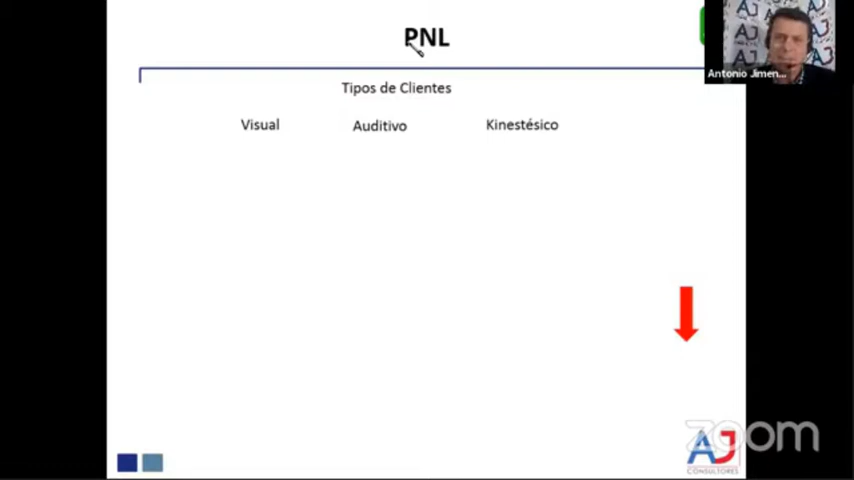 PNL
Antonio Jimen...
Tipos de Clientes
Visual Auditivo Kinestésico
zoom
AJ
CONSULTORES